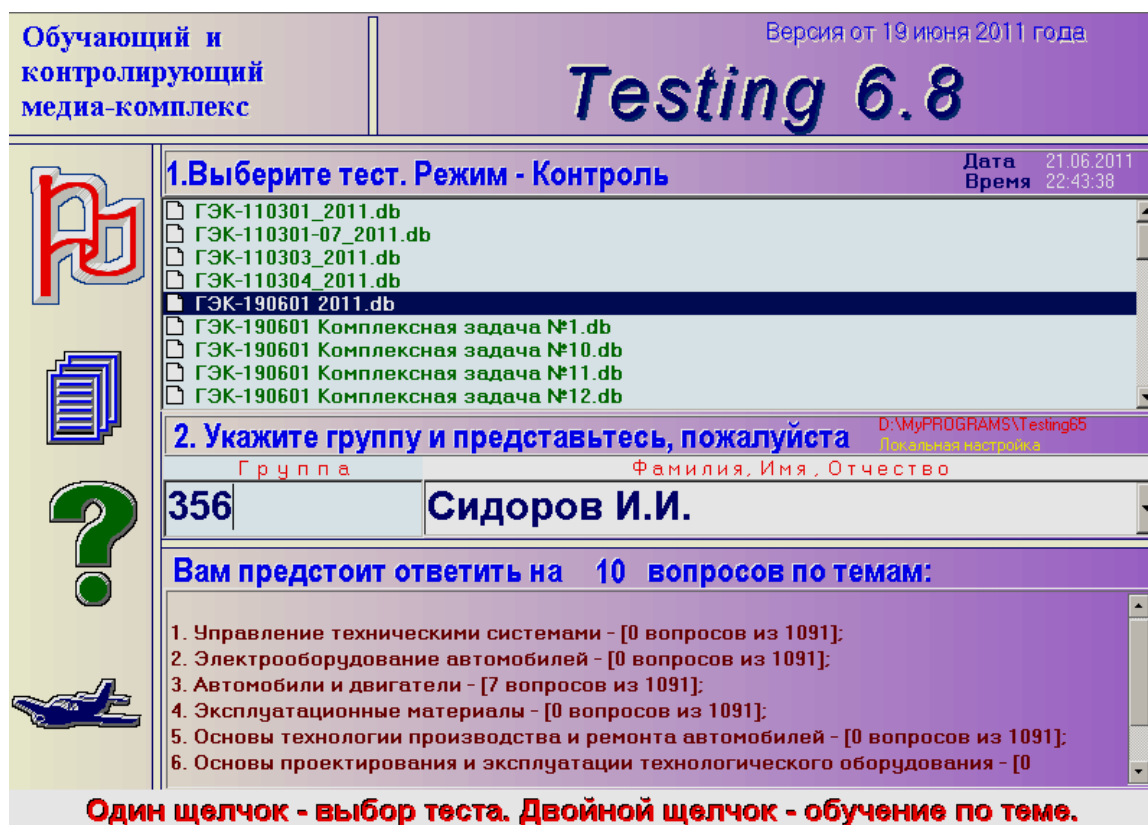 Обучающий и
контролирующий
медиа-комплекс
Версия от 19 июня 2011 года
Testing 6.8
1.Выберите тест. Режим - Контроль
Дата 21.06.2011
Время 22:43:38
ГЭК-110301_2011.db
ГЭК-110301-07_2011.db
ГЭК-110303_2011.db
ГЭК-110304_2011.db
ГЭК-190601 2011.db
ГЭК-190601 Комплексная задача №1.db
ГЭК-190601 Комплексная задача №10.db
ГЭК-190601 Комплексная задача №11.db
ГЭК-190601 Комплексная задача №12.db
2. Укажите группу и представьтесь, пожалуйста
D:\MyPROGRAMS\Testing65
Локальная настройка
Группа Фамилия, Имя, Отчество
356 Сидоров И.И.
Вам предстоит ответить на 10 вопросов по темам:
1. Управление техническими системами - [0 вопросов из 1091];
2. Электрооборудование автомобилей - [0 вопросов из 1091];
3. Автомобили и двигатели - [7 вопросов из 1091];
4. Эксплуатационные материалы - [0 вопросов из 1091];
5. Основы технологии производства и ремонта автомобилей - [0 вопросов из 1091];
6. Основы проектирования и эксплуатации технологического оборудования - [0
Один щелчок - выбор теста. Двойной щелчок - обучение по теме.